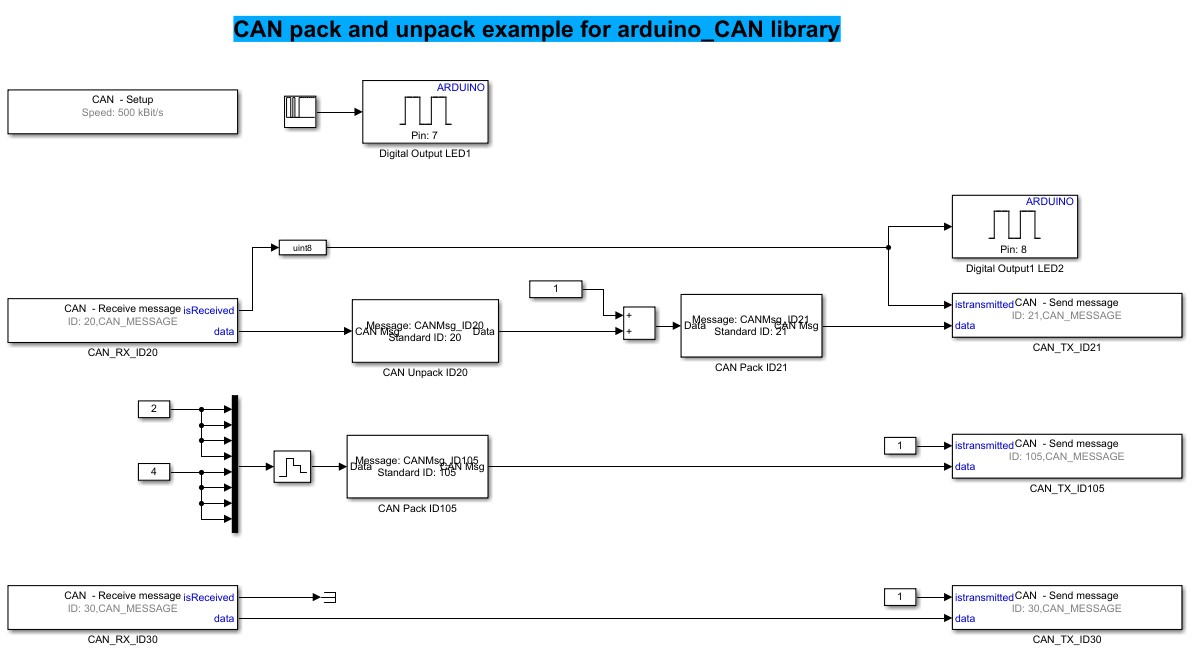 CAN pack and unpack example for arduino_CAN library
CAN - Setup
Speed: 500 kBit/s
ARDUINO
Pin: 7
Digital Output LED1
ARDUINO
Pin: 8
Digital Output1 LED2
uint8
CAN - Receive message
isReceived
ID: 20,CAN_MESSAGE
data
CAN_RX_ID20
Message: CANMsg_ID20
CAN Msg
Data
Standard ID: 20
CAN Unpack ID20
1
+
+
Message: CANMsg_ID21
Data
CAN Msg
Standard ID: 21
CAN Pack ID21
istransmitted
CAN - Send message
ID: 21,CAN_MESSAGE
data
CAN_TX_ID21
2
4
Message: CANMsg_ID105
Data
CAN Msg
Standard ID: 105
CAN Pack ID105
1
istransmitted
CAN - Send message
ID: 105,CAN_MESSAGE
data
CAN_TX_ID105
CAN - Receive message
isReceived
ID: 30,CAN_MESSAGE
data
CAN_RX_ID30
1
istransmitted
CAN - Send message
ID: 30,CAN_MESSAGE
data
CAN_TX_ID30